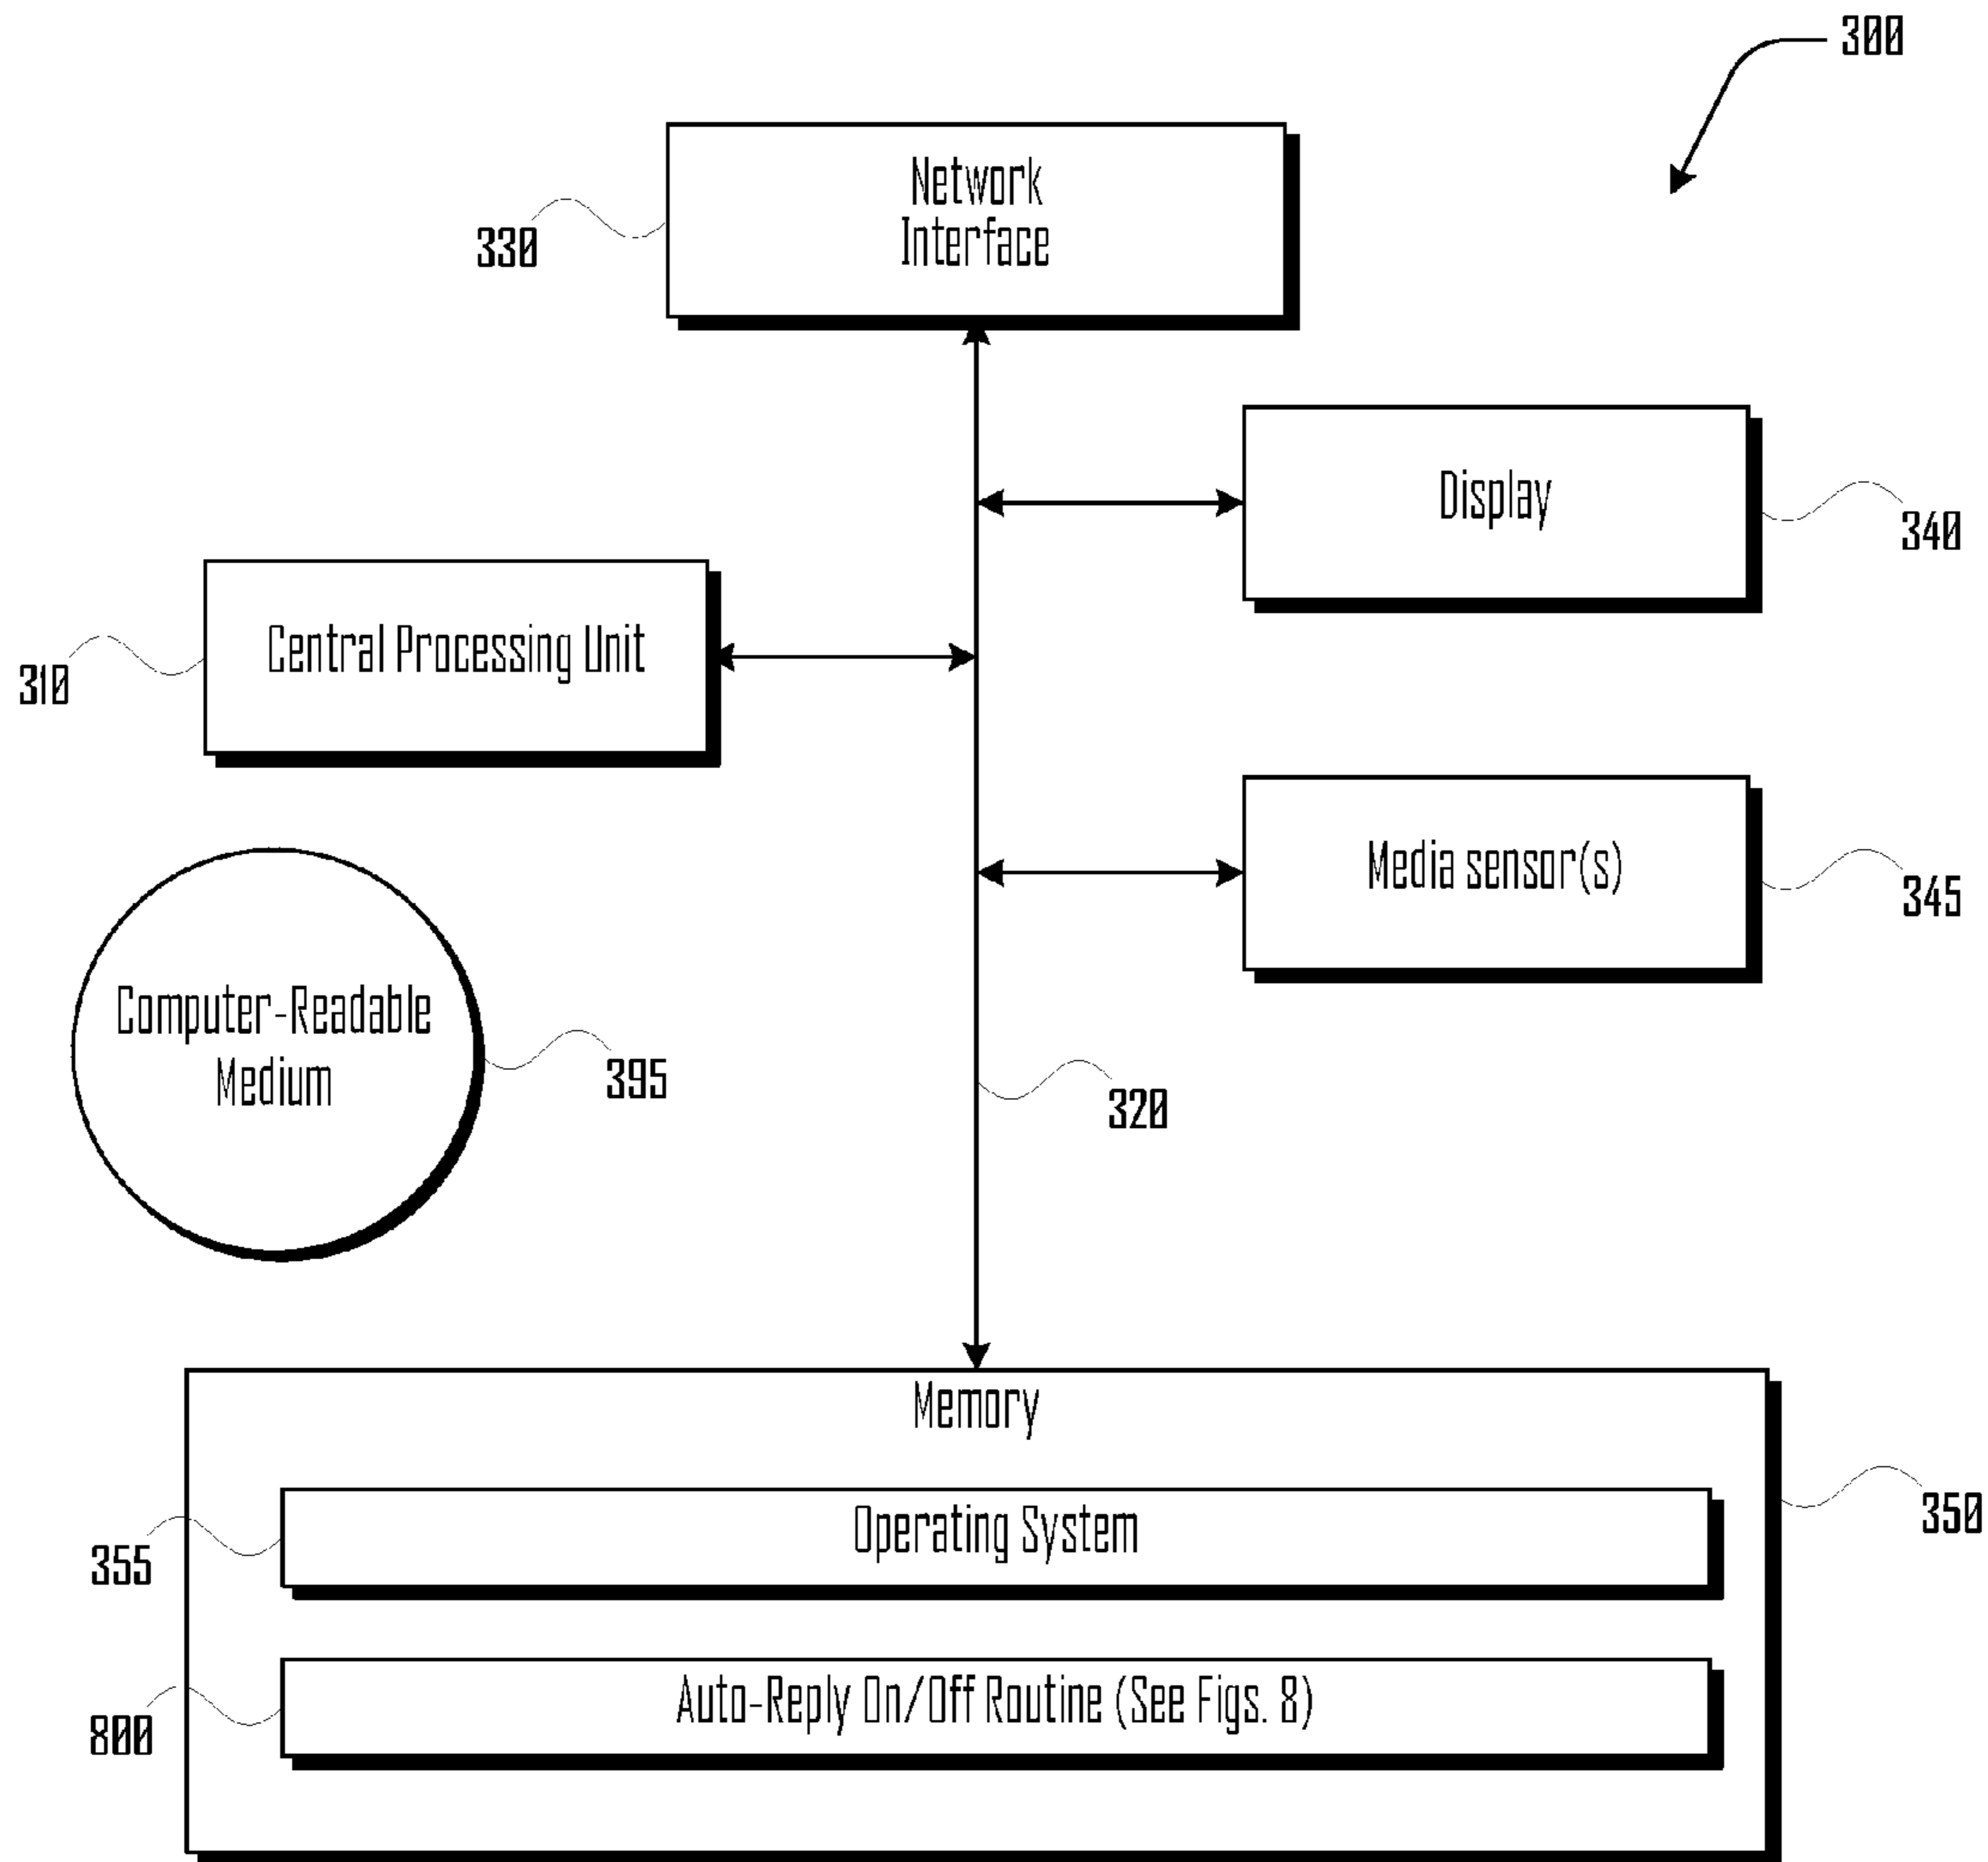 300
Network
Interface
330
Display
340
Central Processing Unit
310
Media sensor(s)
345
Computer-Readable
Medium
395
320
Memory
350
Operating System
355
Auto-Reply On/Off Routine (See Figs. 8)
800